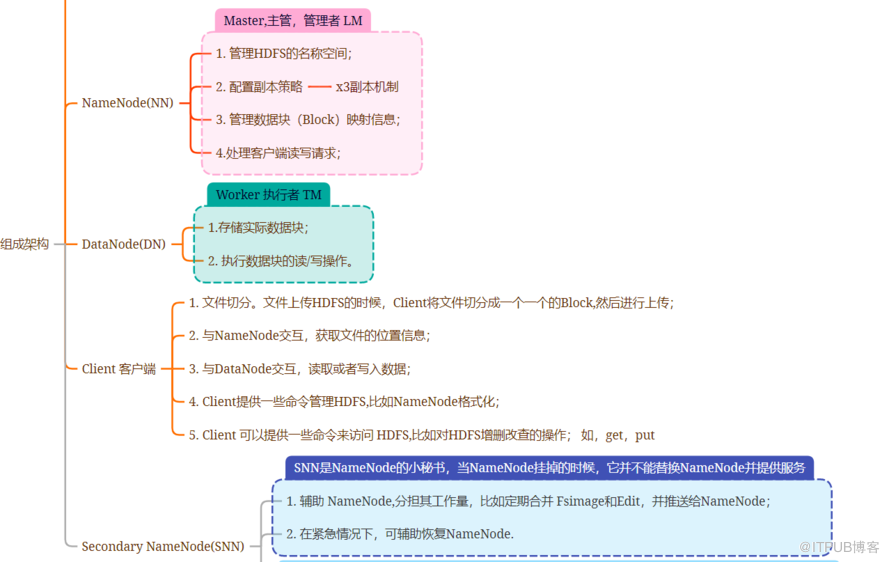 Master,主管，管理者 LM
1. 管理HDFS的名称空间；
2. 配置副本策略
x3副本机制
NameNode(NN)
3. 管理数据块（Block）映射信息；
4.处理客户端读写请求；
Worker 执行者 TM
1.存储实际数据块；
组成架构
DataNode(DN)
2. 执行数据块的读/写操作。
1. 文件切分。文件上传HDFS的时候，Client将文件切分成一个一个的Block,然后进行上传；
2. 与NameNode交互，获取文件的位置信息；
Client 客户端
3. 与DataNode交互，读取或者写入数据；
4. Client提供一些命令管理HDFS,比如NameNode格式化；
5. Client 可以提供一些命令来访问 HDFS,比如对HDFS增删改查的操作； 如，get，put
SNN是NameNode的小秘书，当NameNode挂掉的时候，它并不能替换NameNode并提供服务
1. 辅助 NameNode,分担其工作量，比如定期合并 Fsimage和Edit，并推送给NameNode；
2. 在紧急情况下，可辅助恢复NameNode.
Secondary NameNode(SNN)
@ITPUB博客